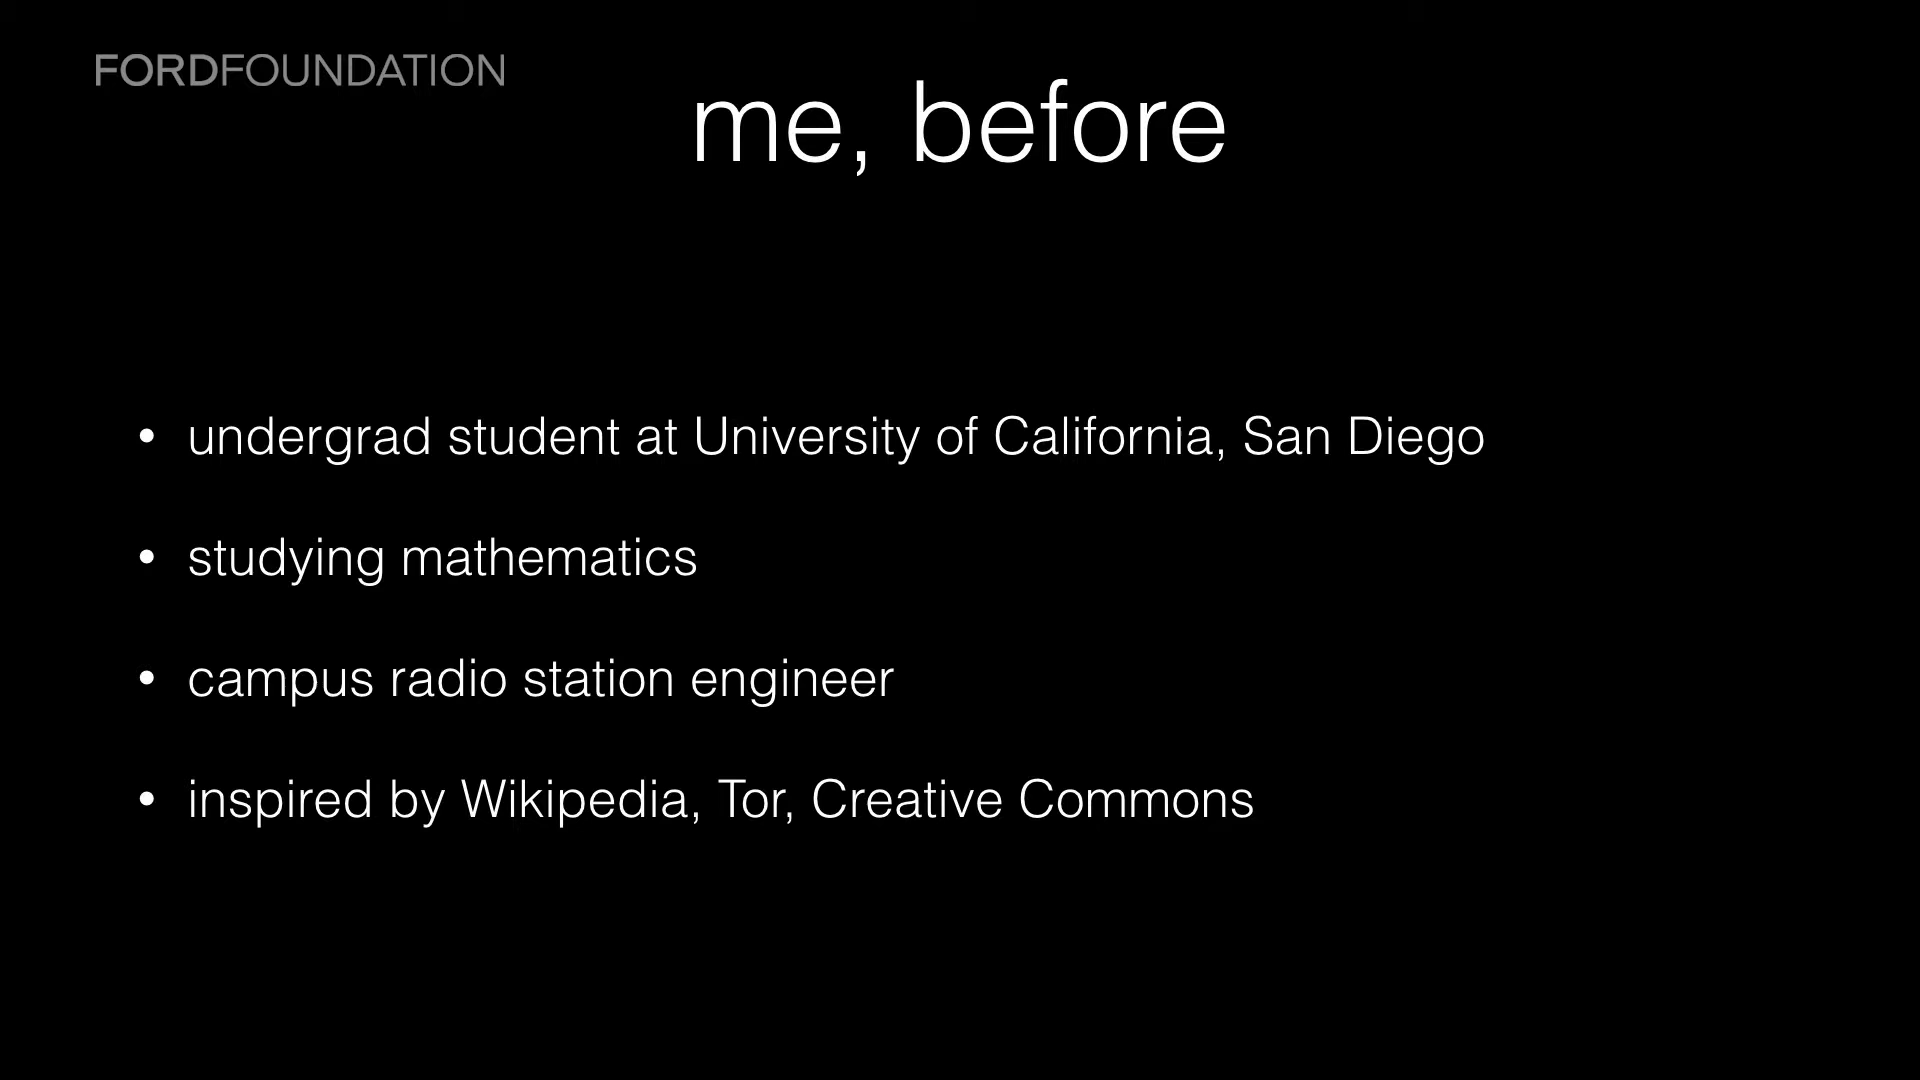 FORDFOUNDATION
me, before
• undergrad student at University of California, San Diego
• studying mathematics
• campus radio station engineer
• inspired by Wikipedia, Tor, Creative Commons